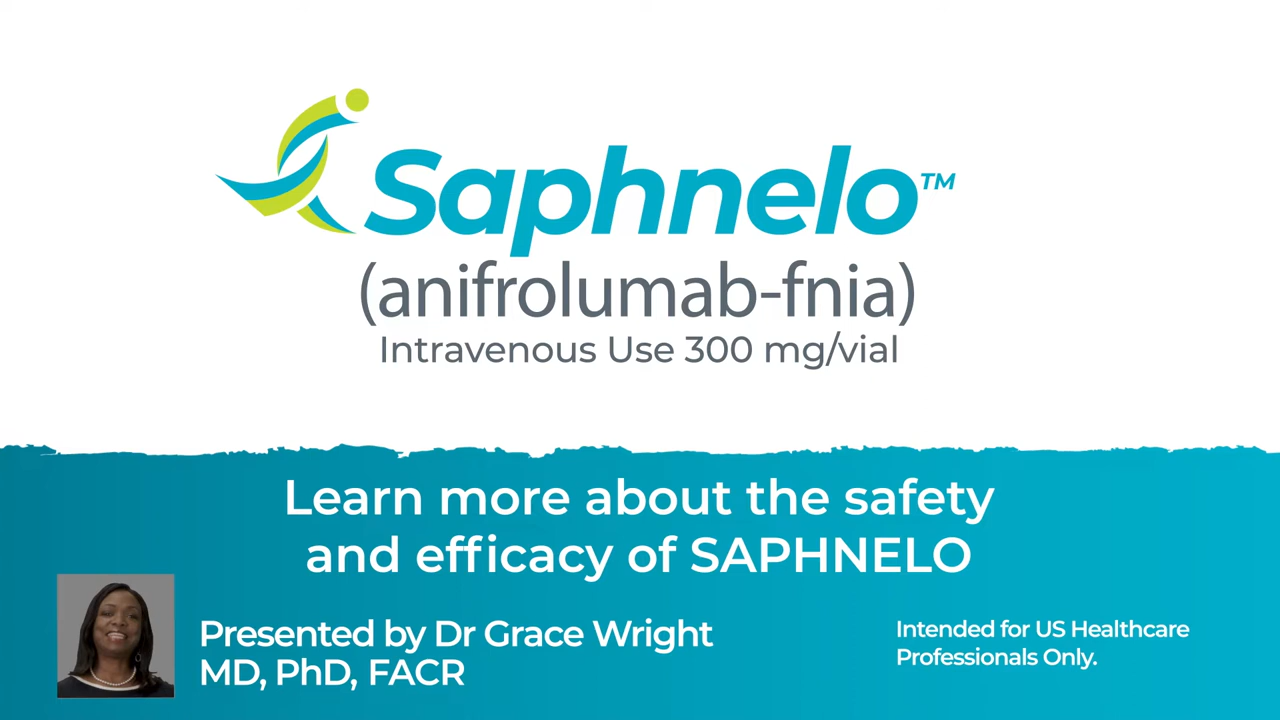 Saphnelo™
(anifrolumab-fnia)
Intravenous Use 300 mg/vial
Learn more about the safety
and efficacy of SAPHNELO
Presented by Dr Grace Wright
MD, PhD, FACR
Intended for US Healthcare
Professionals Only.